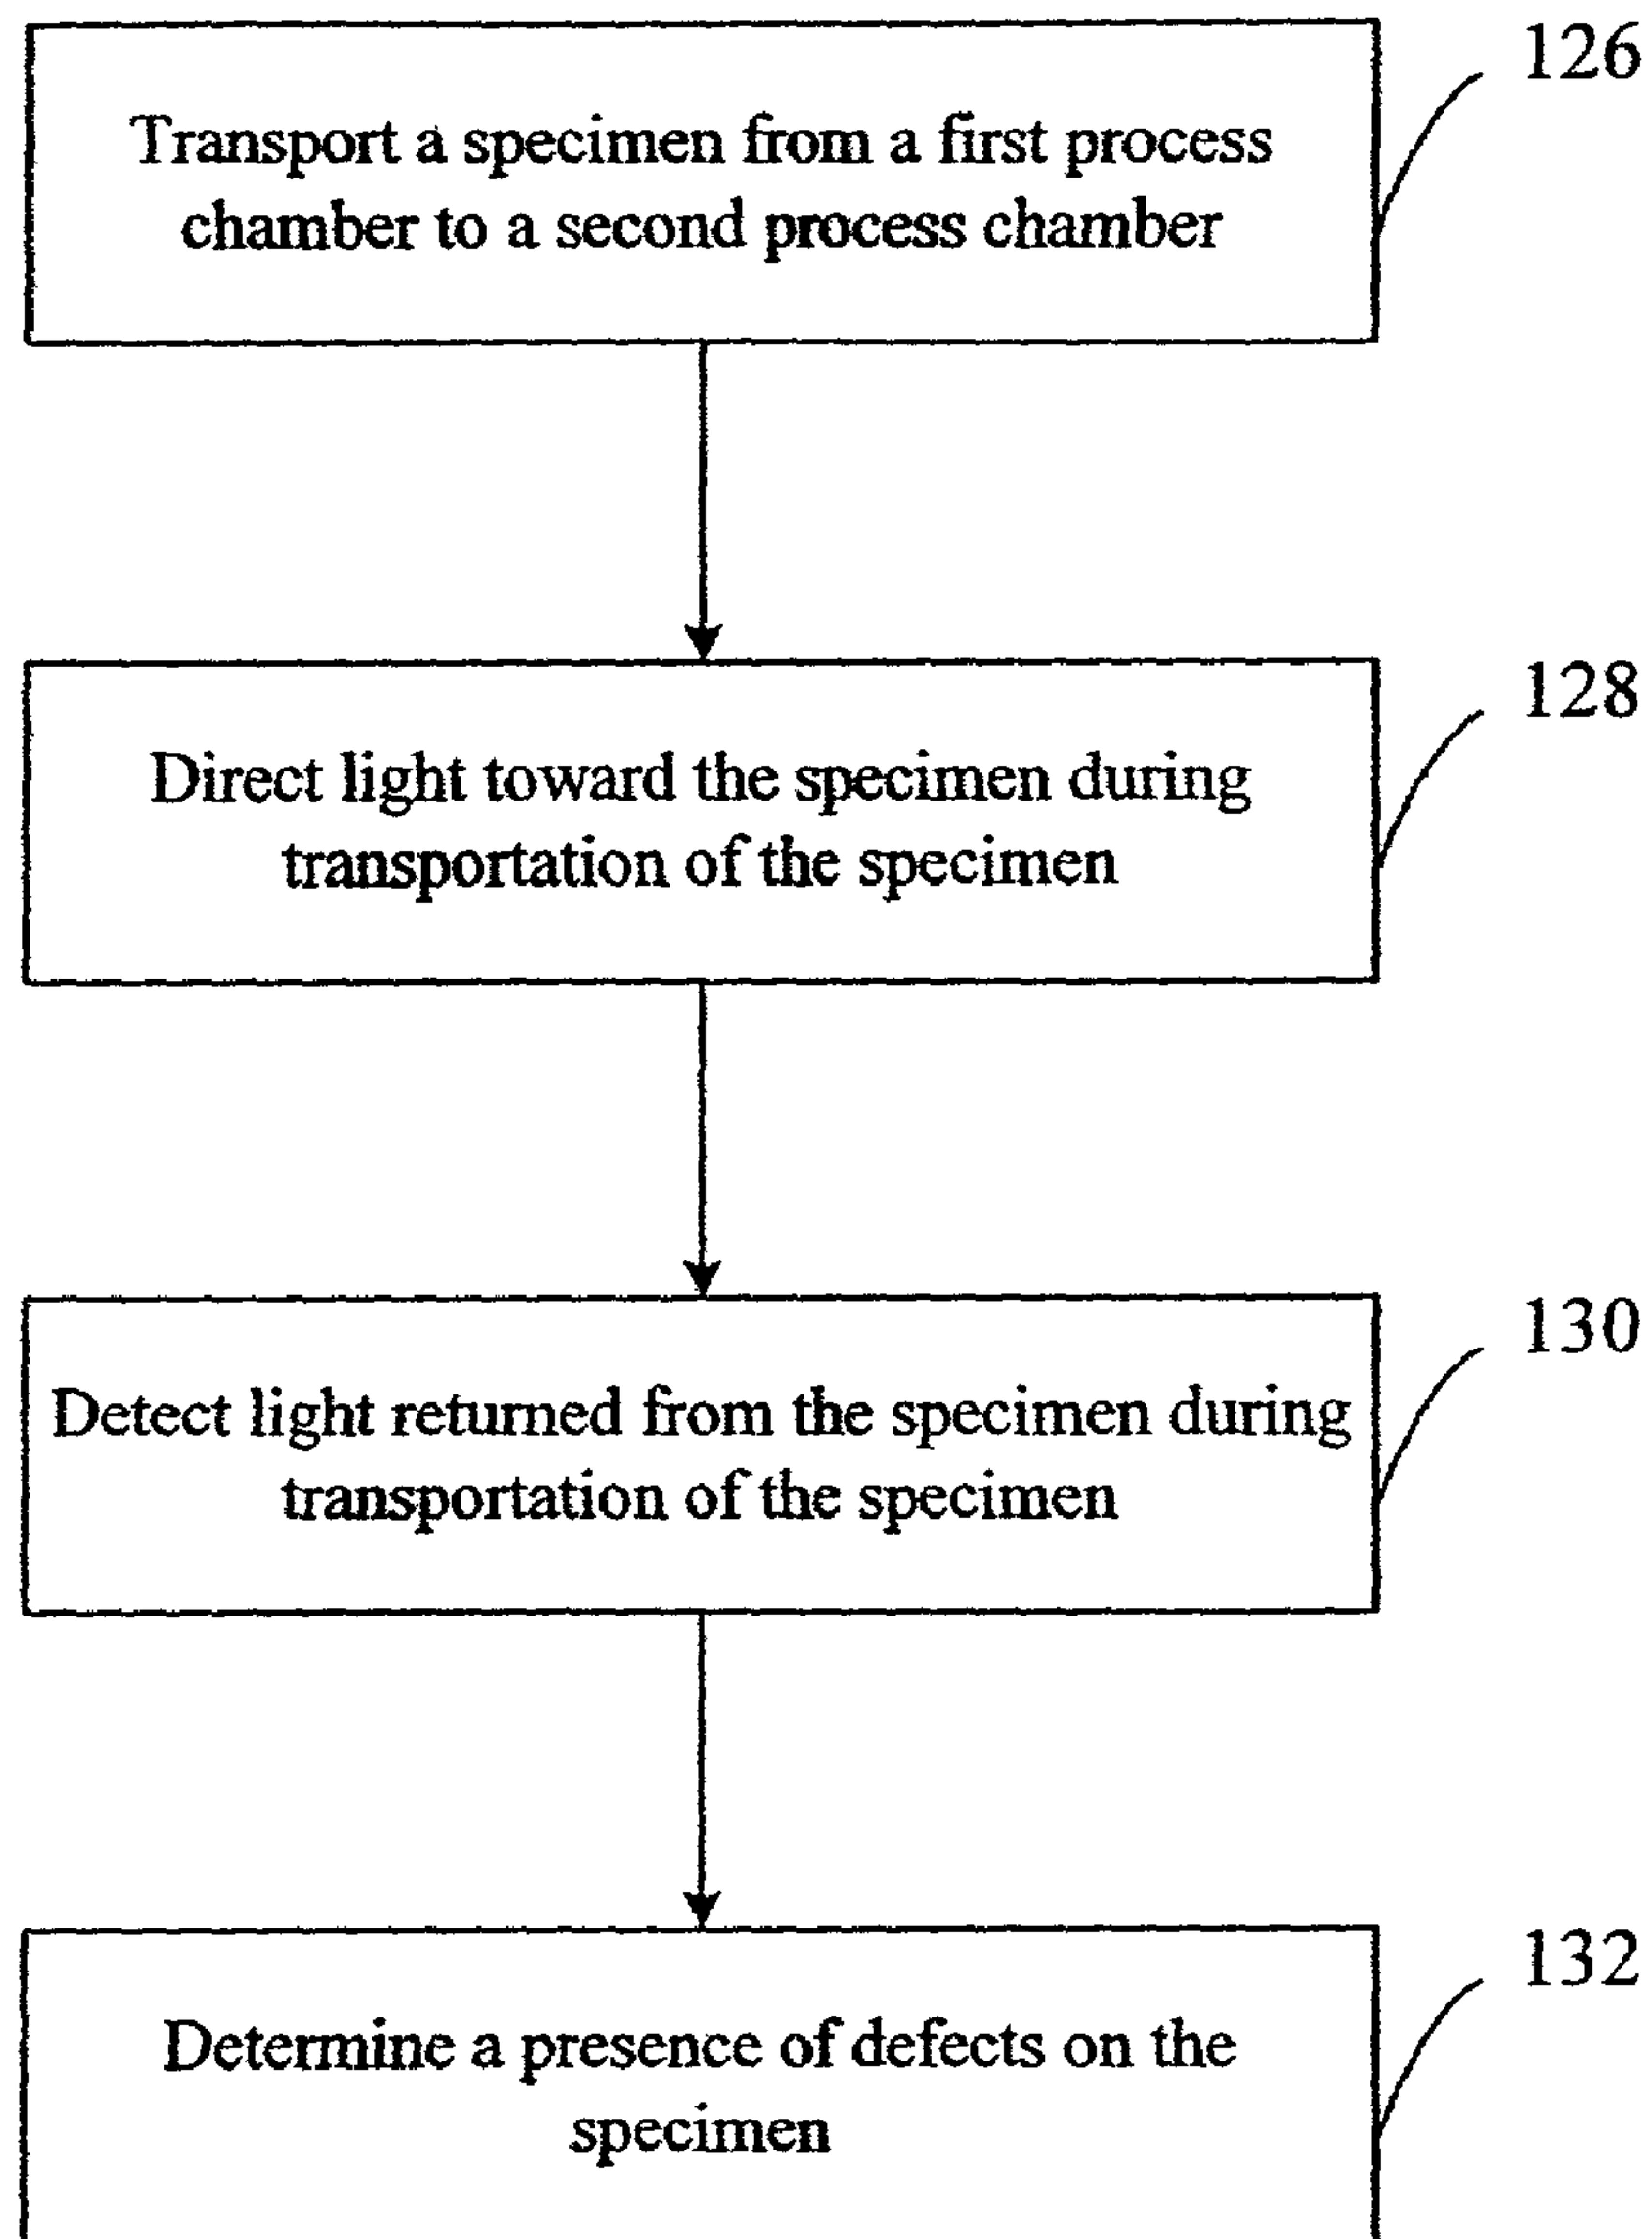 126
Transport a specimen from a first process
chamber to a second process chamber
128
Direct light toward the specimen during
transportation of the specimen
130
Detect light returned from the specimen during
transportation of the specimen
132
Determine a presence of defects on the
specimen